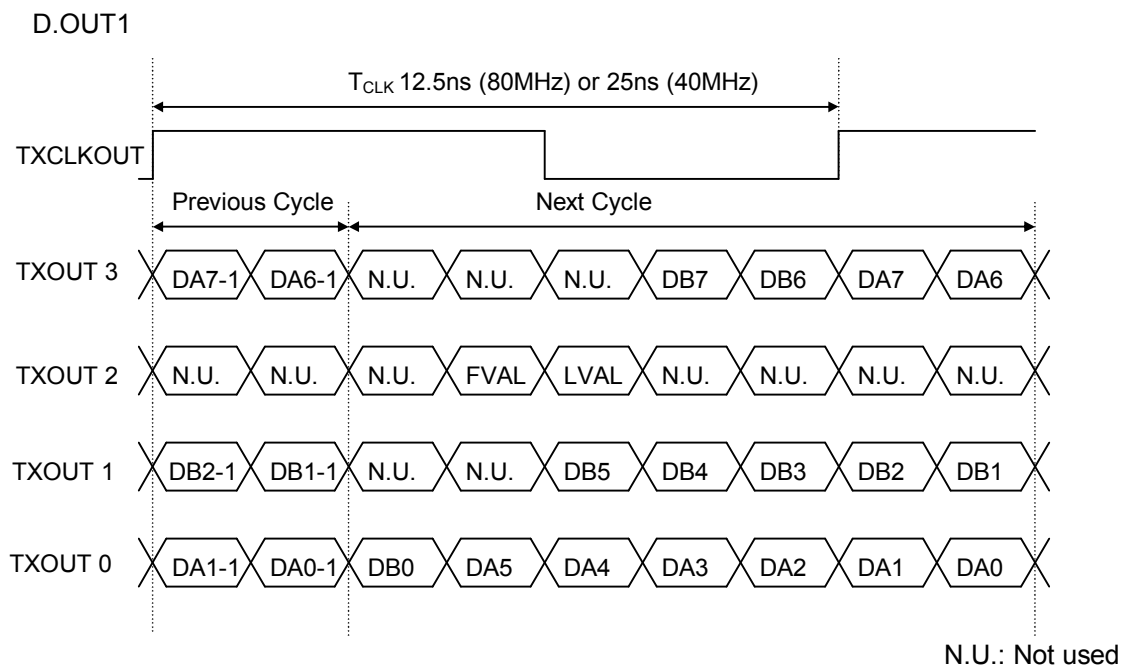 D.OUT1
TCLK 12.5ns (80MHz) or 25ns (40MHz)
TXCLKOUT
Previous Cycle Next Cycle
TXOUT 3 DA7-1 DA6-1 N.U. N.U. N.U. DB7 DB6 DA7 DA6
TXOUT 2 N.U. N.U. N.U. FVAL LVAL N.U. N.U. N.U. N.U.
TXOUT 1 DB2-1 DB1-1 N.U. N.U. DB5 DB4 DB3 DB2 DB1
TXOUT 0 DA1-1 DA0-1 DB0 DA5 DA4 DA3 DA2 DA1 DA0
N.U.: Not used